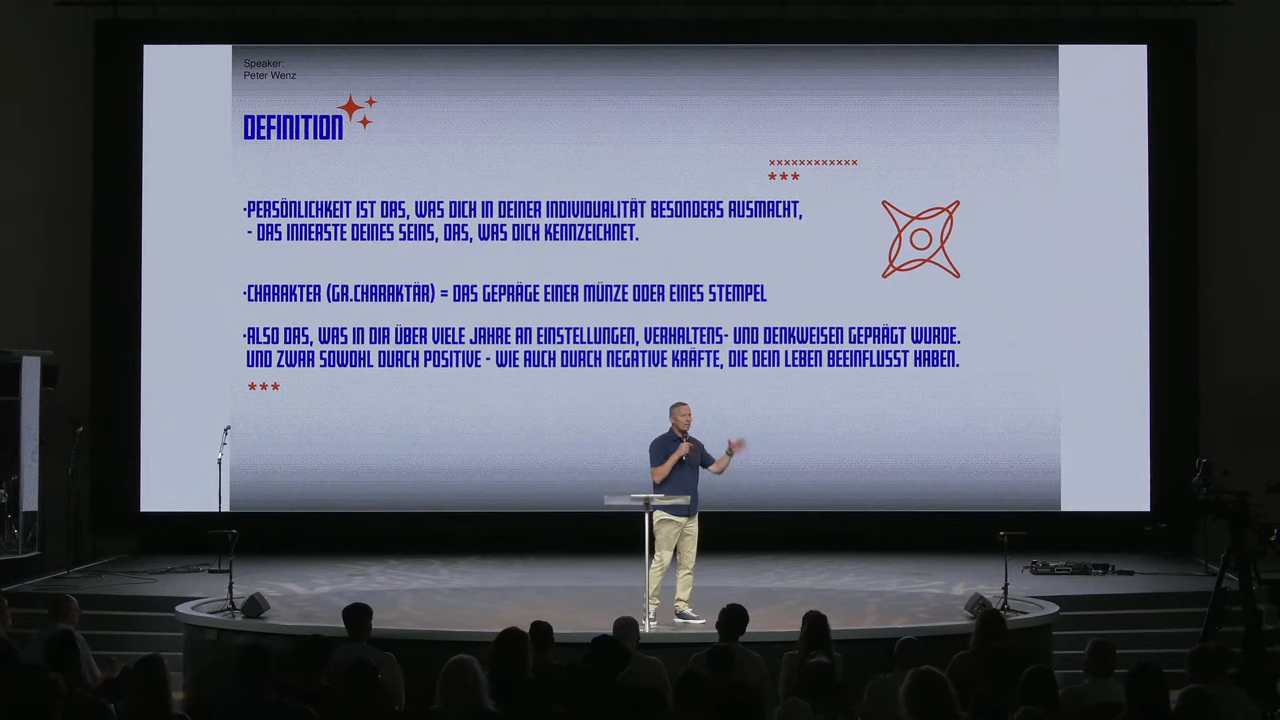 Speaker:
Peter Wenz
DEFINITION
xxxxxxxxxxxx
***
·PERSÖNLICHKEIT IST DAS, WAS DICH IN DEINER INDIVIDUALITÄT BESONDERS AUSMACHT,
- DAS INNERSTE DEINES SEINS, DAS, WAS DICH KENNZEICHNET.
·CHARAKTER (GR.CHARAKTÄR) = DAS GEPRÄGE EINER MÜNZE ODER EINES STEMPEL
·ALSO DAS, WAS IN DIR ÜBER VIELE JAHRE AN EINSTELLUNGEN, VERHALTENS- UND DENKWEISEN GEPRÄGT WURDE.
UND ZWAR SOWOHL DURCH POSITIVE - WIE AUCH DURCH NEGATIVE KRÄFTE, DIE DEIN LEBEN BEEINFLUSST HABEN.
***